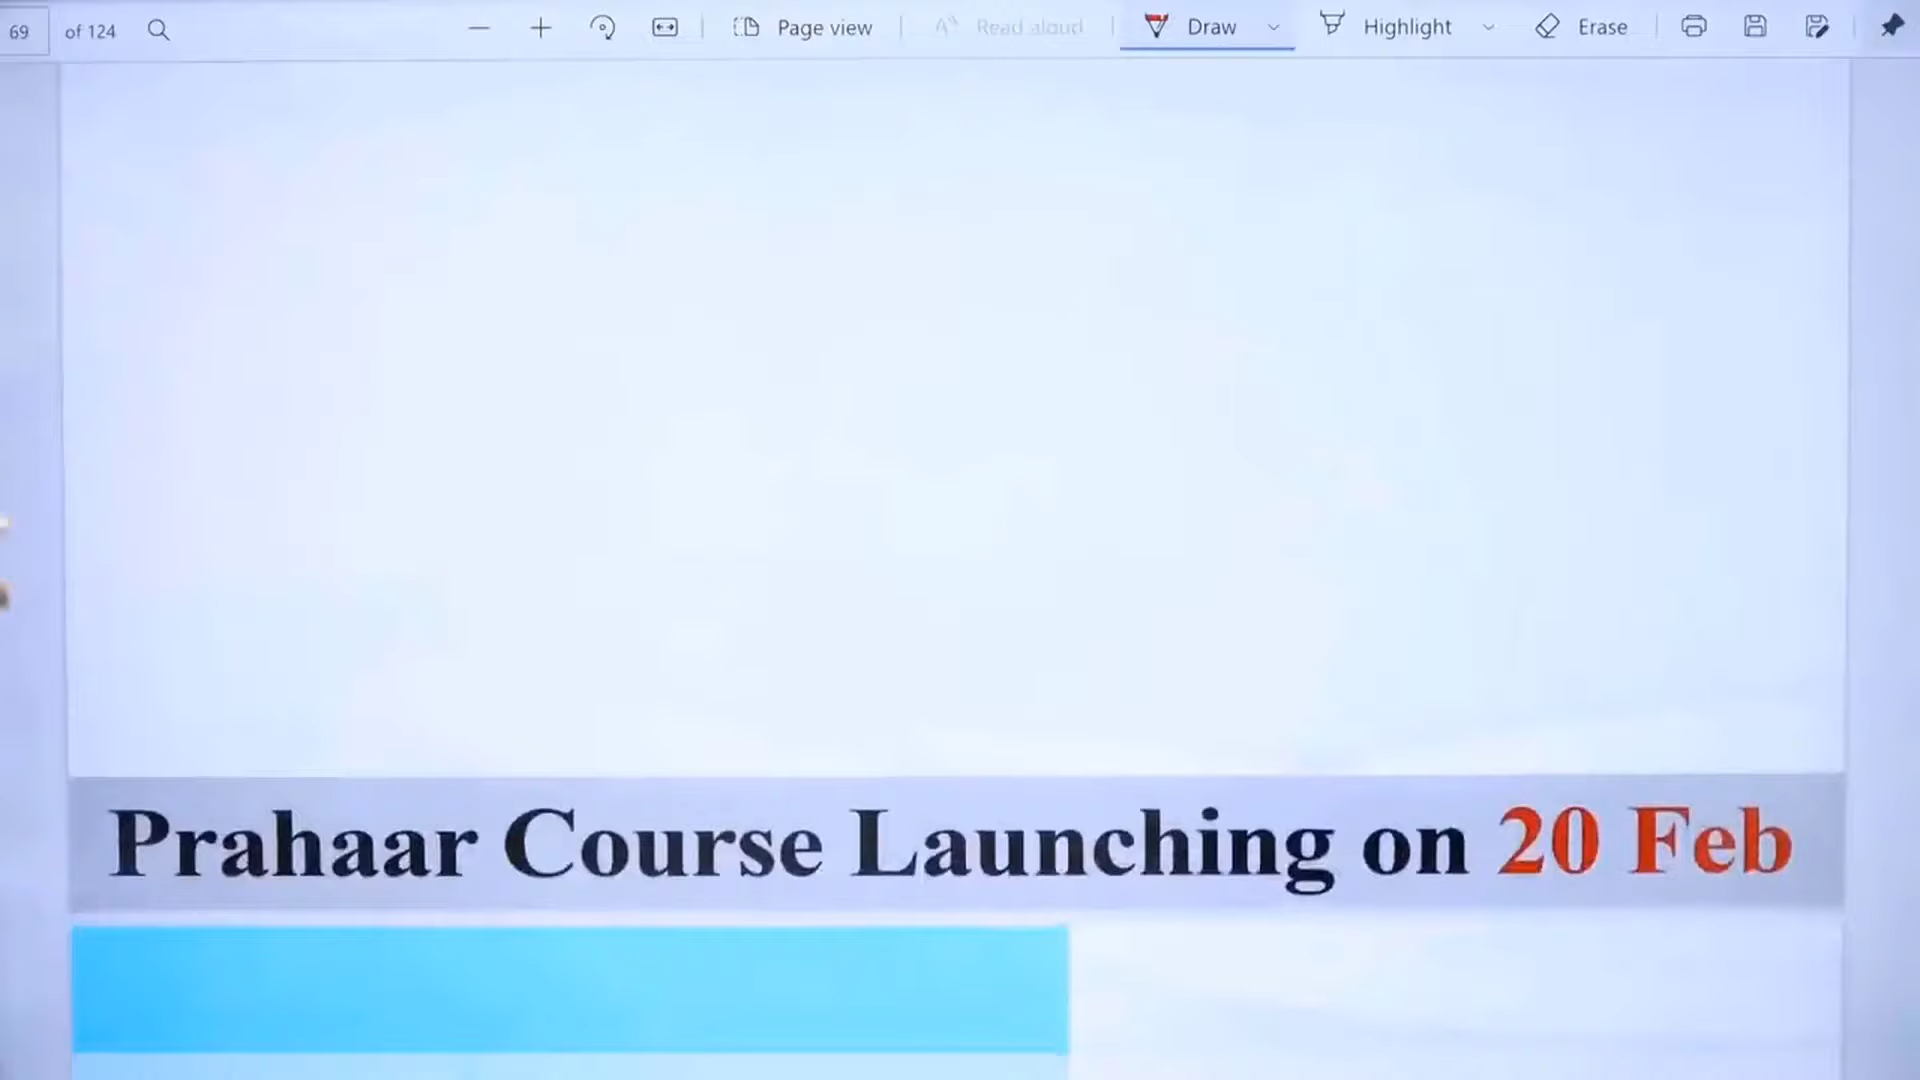 69 of 124 Page view Read aloud Draw Highlight Erase
Prahaar Course Launching on 20 Feb